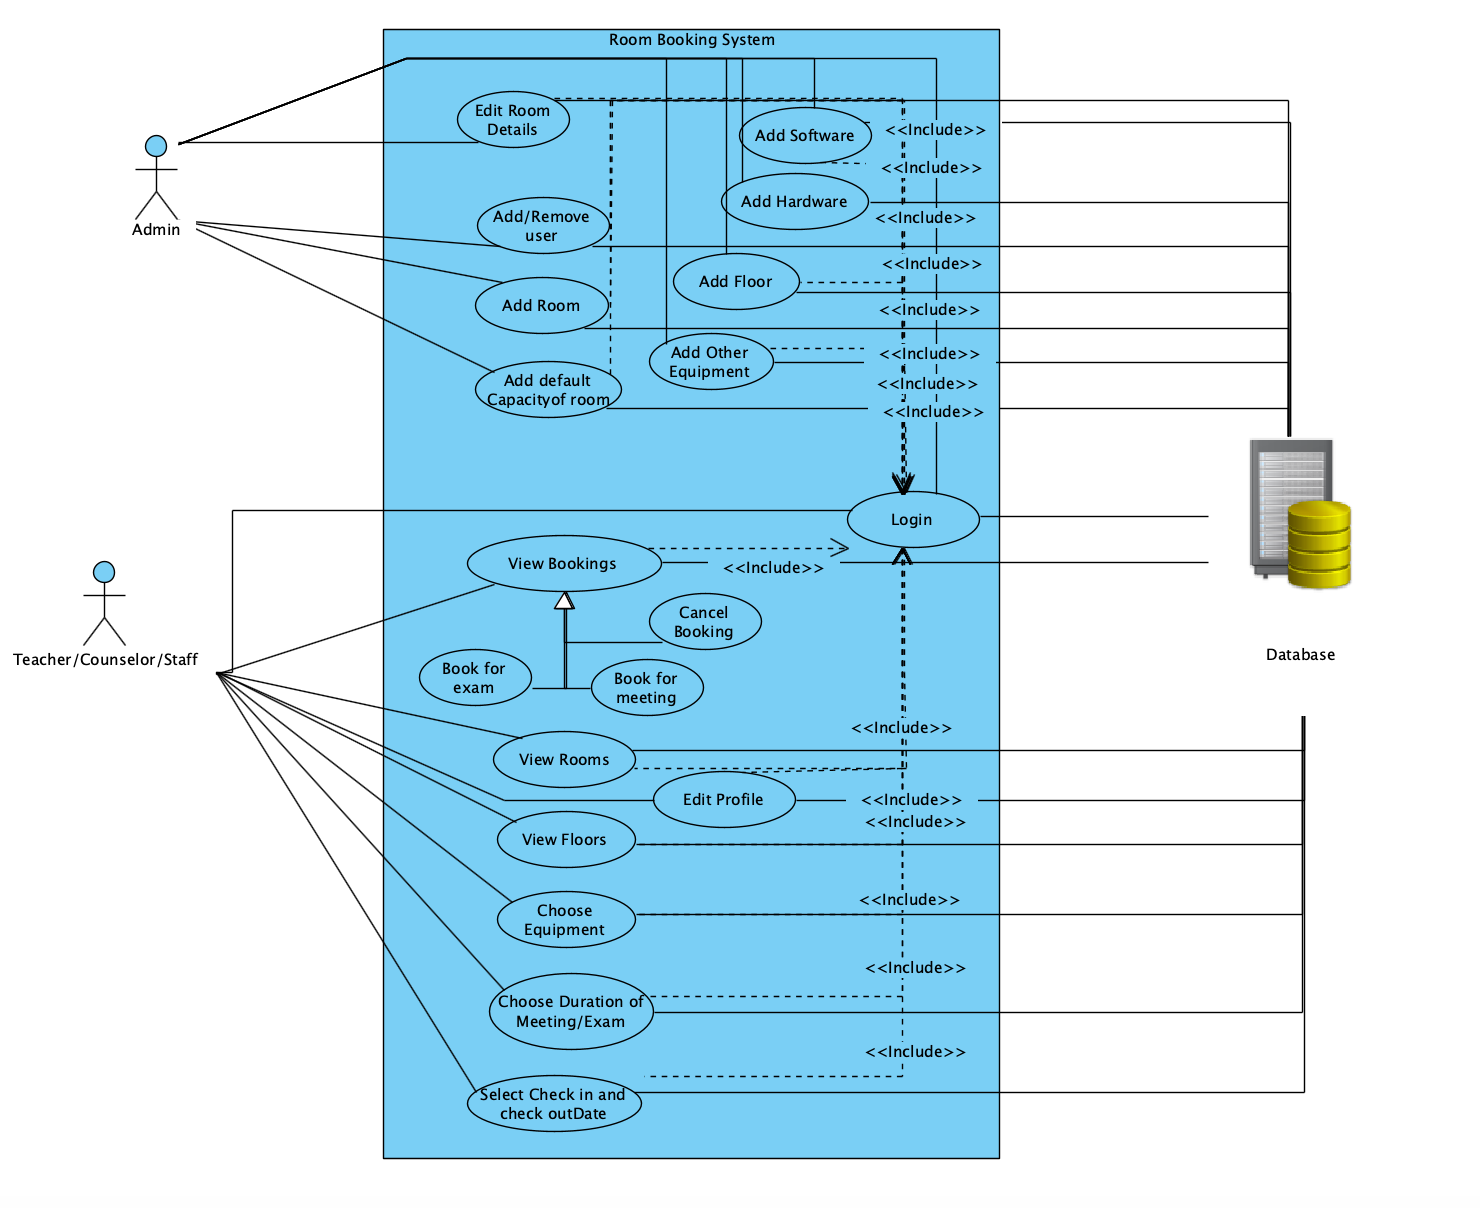 Room Booking System
Edit Room
Details
Add Software
<<Include>>
<<Include>>
Add Hardware
<<Include>>
Admin
Add/Remove
user
<<Include>>
Add Floor
Add Room
<<Include>>
Add Other
Equipment
<<Include>>
<<Include>>
Add default
Capacityof room
<<Include>>
Login
View Bookings
<<Include>>
Cancel
Booking
Teacher/Counselor/Staff
Database
Book for
exam
Book for
meeting
<<Include>>
View Rooms
Edit Profile
<<Include>>
<<Include>>
View Floors
<<Include>>
Choose
Equipment
<<Include>>
Choose Duration of
Meeting/Exam
<<Include>>
Select Check in and
check outDate